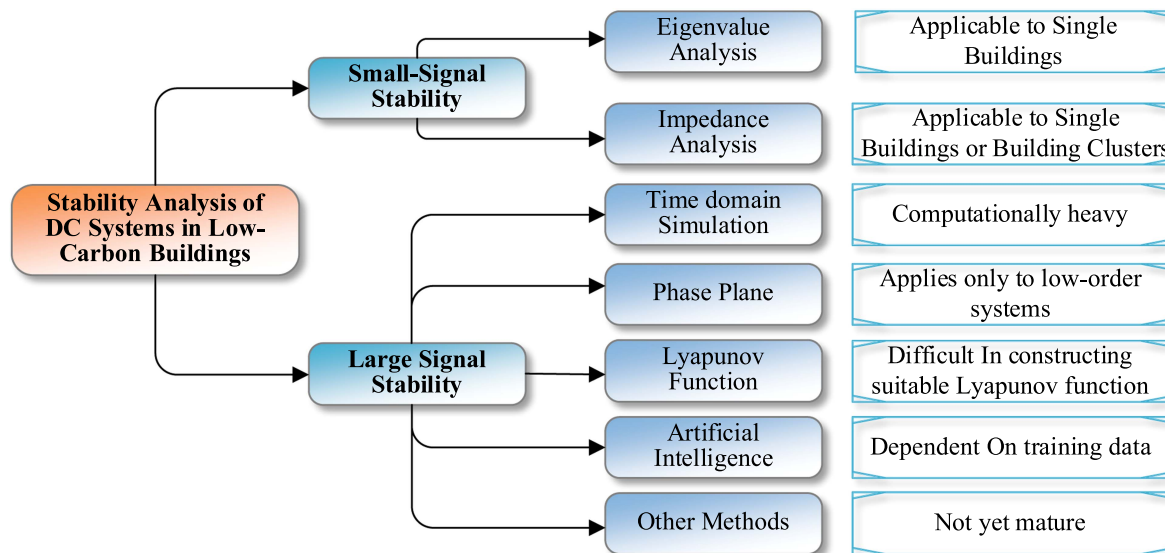 Stability Analysis of
DC Systems in Low-
Carbon Buildings
Small-Signal
Stability
Eigenvalue
Analysis
Applicable to Single
Buildings
Impedance
Analysis
Applicable to Single
Buildings or Building Clusters
Large Signal
Stability
Time domain
Simulation
Computationally heavy
Phase Plane
Applies only to low-order
systems
Lyapunov
Function
Difficult In constructing
suitable Lyapunov function
Artificial
Intelligence
Dependent On training data
Other Methods
Not yet mature